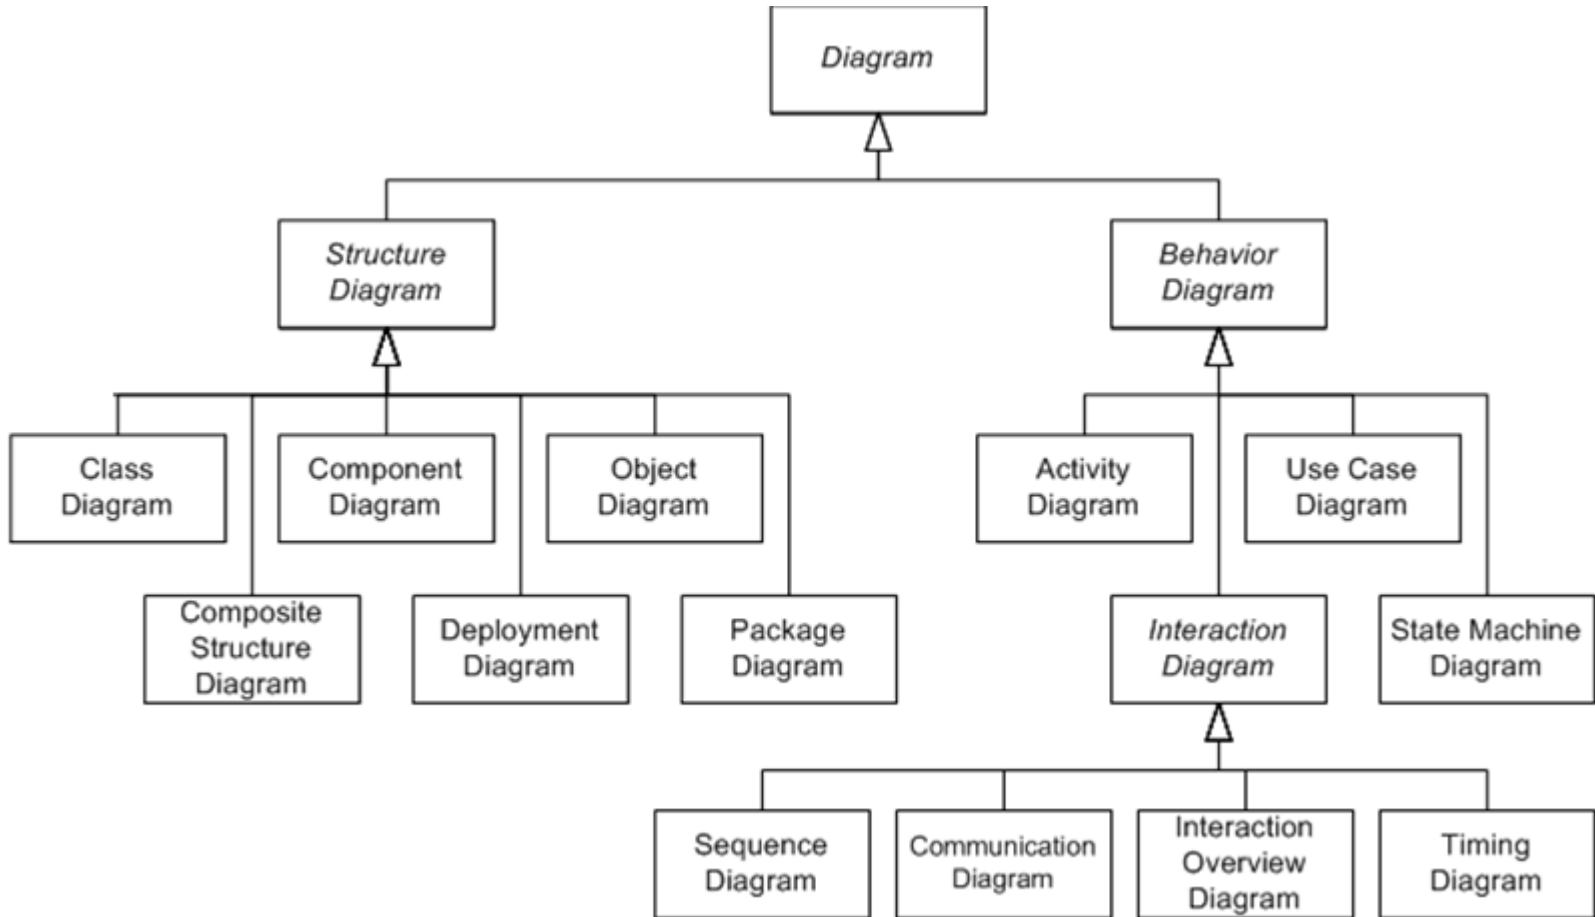 Diagram
Structure
Diagram
Behavior
Diagram
Class
Diagram
Component
Diagram
Object
Diagram
Activity
Diagram
Use Case
Diagram
Composite
Structure
Diagram
Deployment
Diagram
Package
Diagram
Interaction
Diagram
State Machine
Diagram
Sequence
Diagram
Communication
Diagram
Interaction
Overview
Diagram
Timing
Diagram